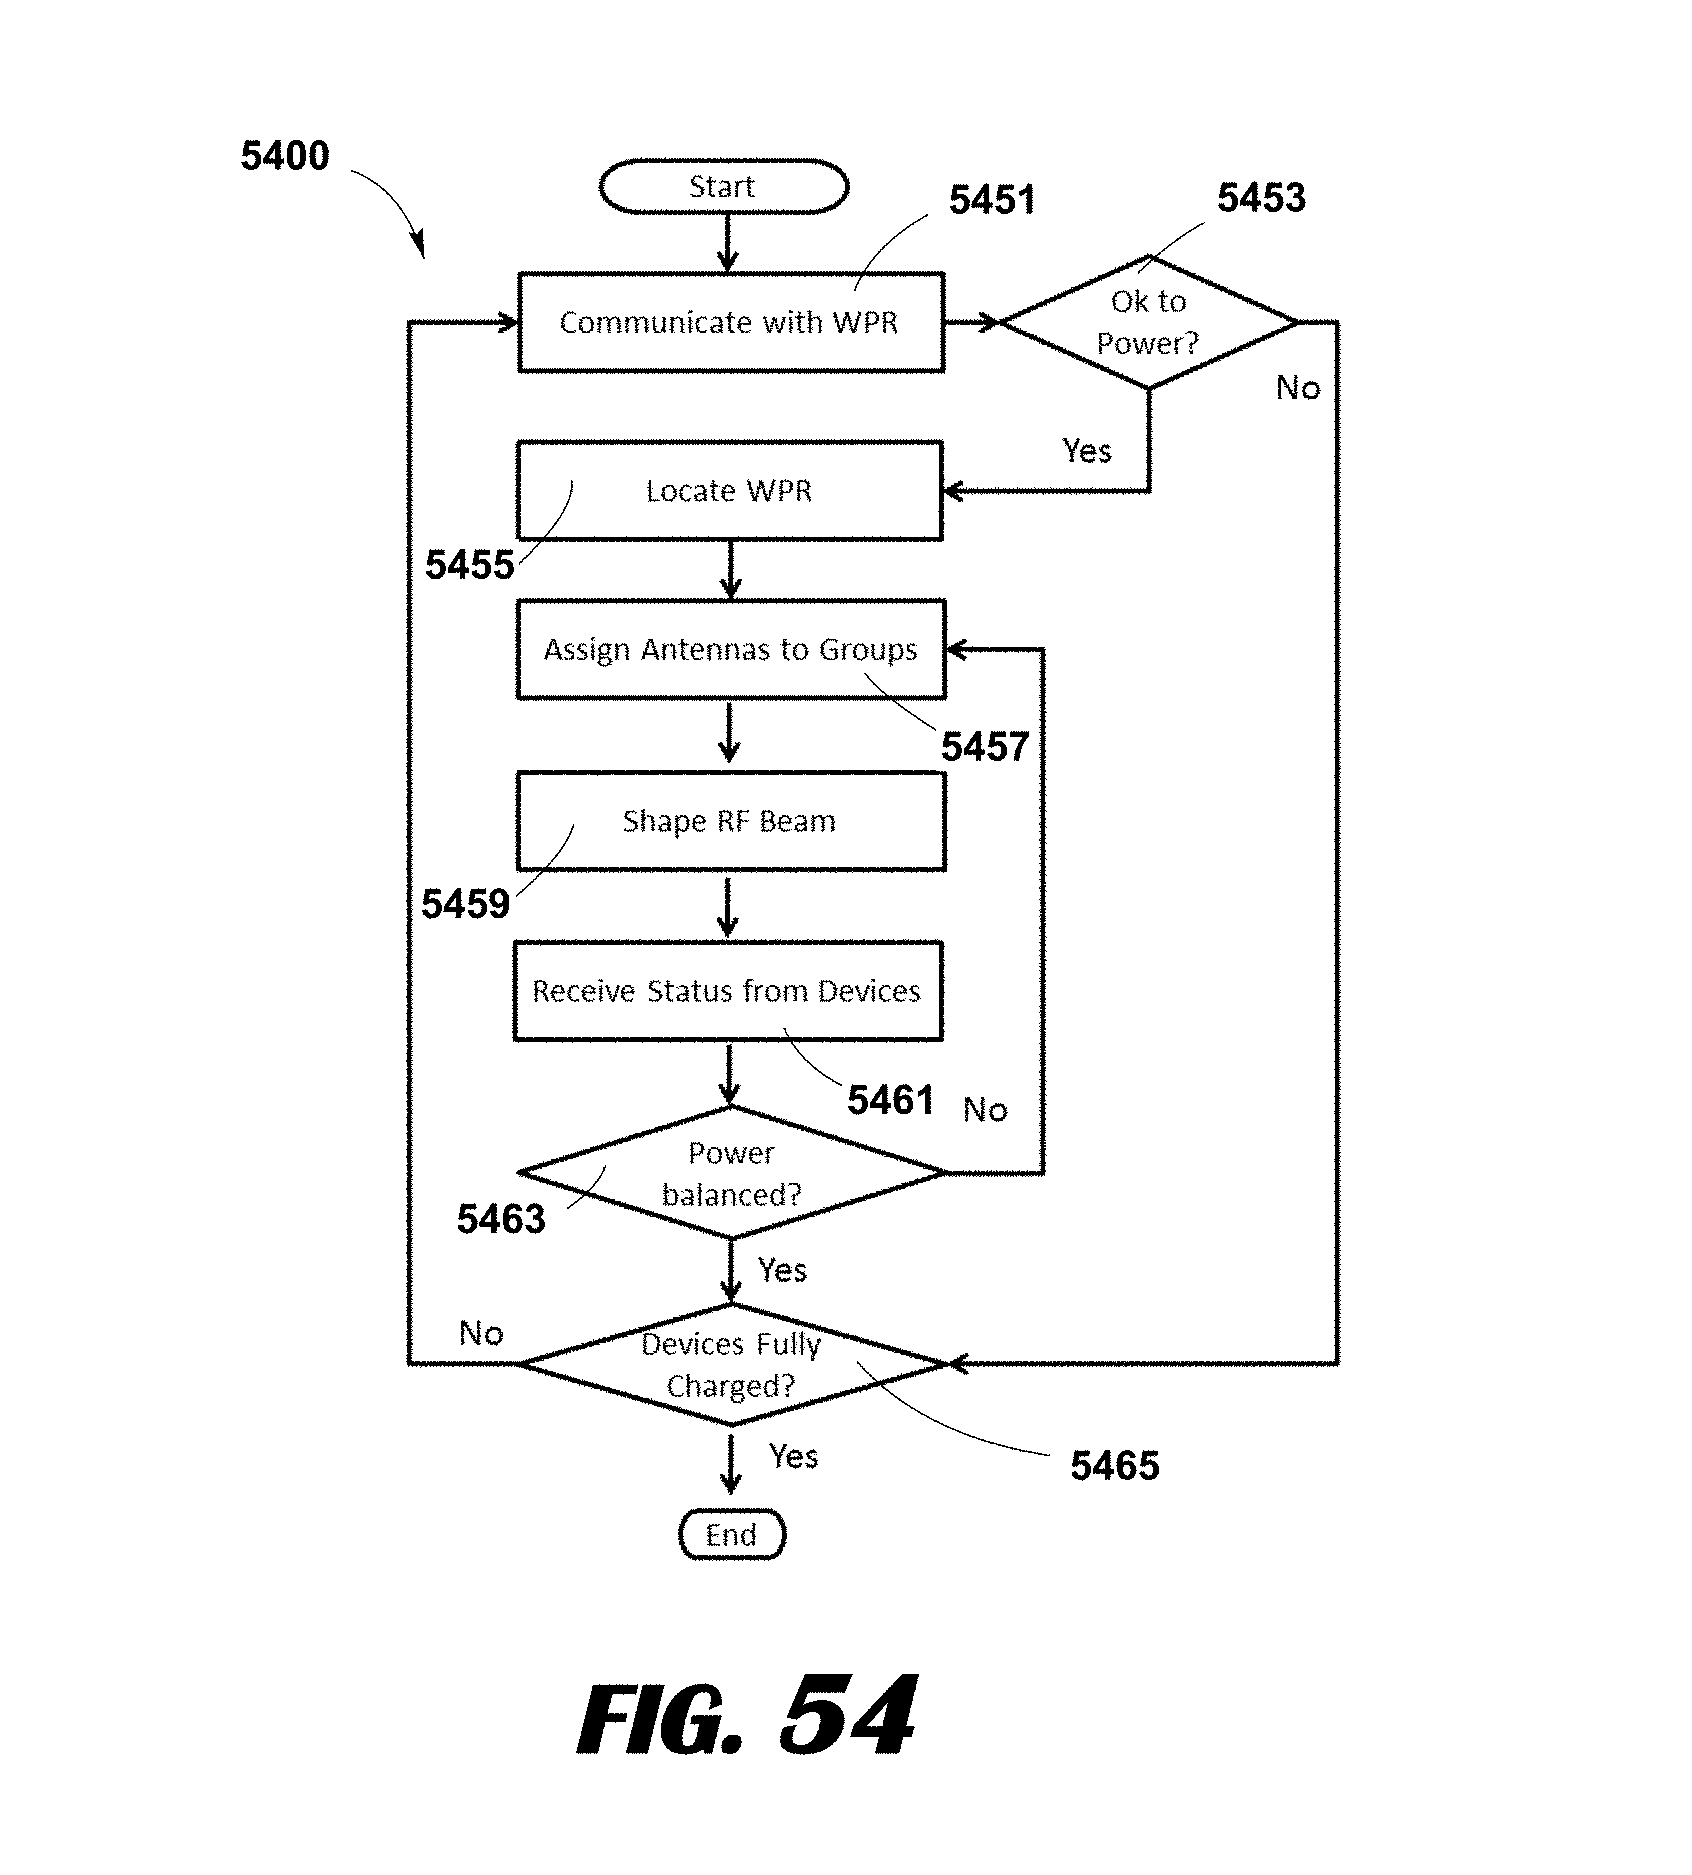 5400
Start
5451
5453
Communicate with WPR
Ok to
Power?
No
Yes
Locate WPR
5455
Assign Antennas to Groups
5457
Shape RF Beam
5459
Receive Status from Devices
5461
No
Power
balanced?
5463
Yes
No
Devices Fully
Charged?
5465
Yes
End
FIG. 54